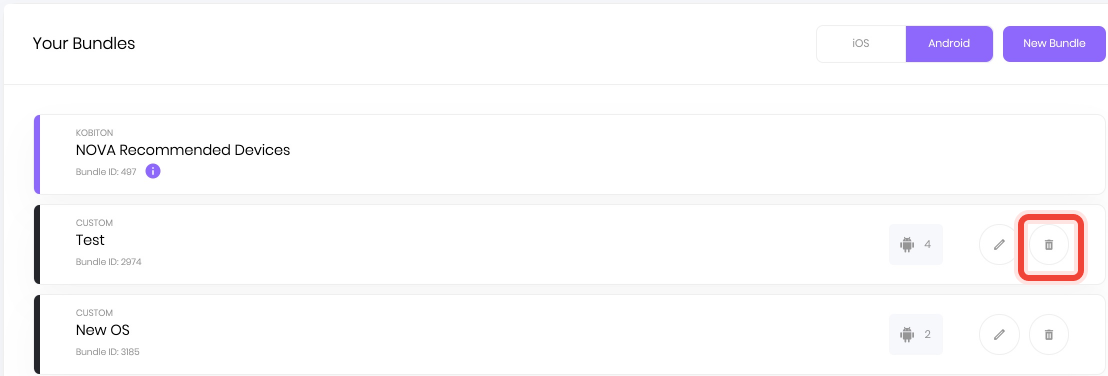 Your Bundles
iOS
Android
New Bundle
KOBITON
NOVA Recommended Devices
Bundle ID: 497
CUSTOM
Test
Bundle ID: 2974
4
CUSTOM
New OS
Bundle ID: 3185
2